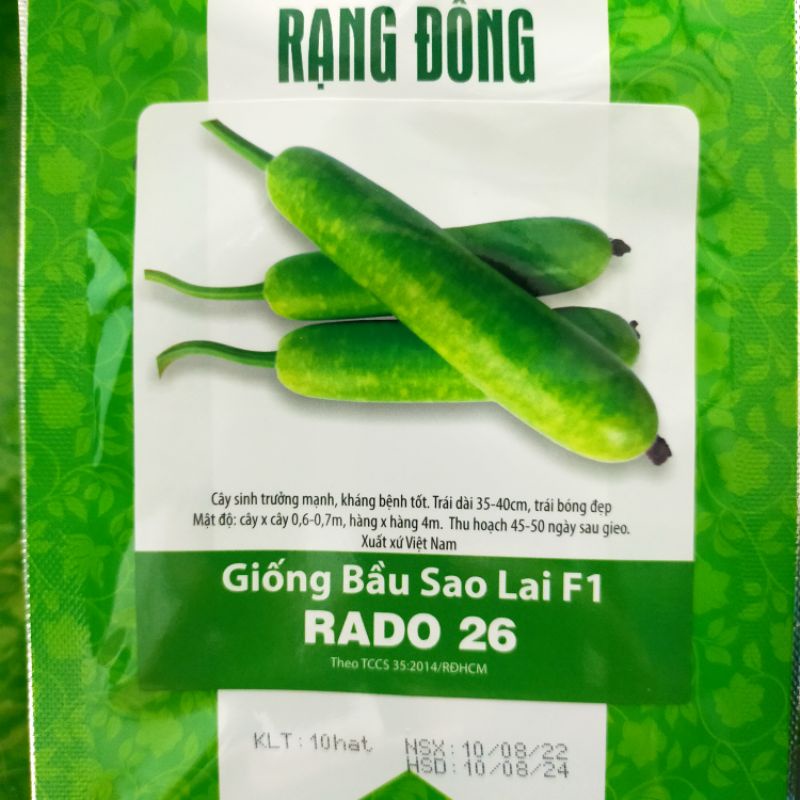 RẠNG ĐÔNG
Cây sinh trưởng mạnh, kháng bệnh tốt. Trái dài 35-40cm, trái bóng đẹp
Mật độ: cây x cây 0,6-0,7m, hàng x hàng 4m. Thu hoạch 45-50 ngày sau gieo.
Xuất xứ Việt Nam
Giống Bầu Sao Lai F1
RADO 26
Theo TCCS 35:2014/RĐHCM
KLT : 10hat NSX : 10/08/22
HSD : 10/08/24